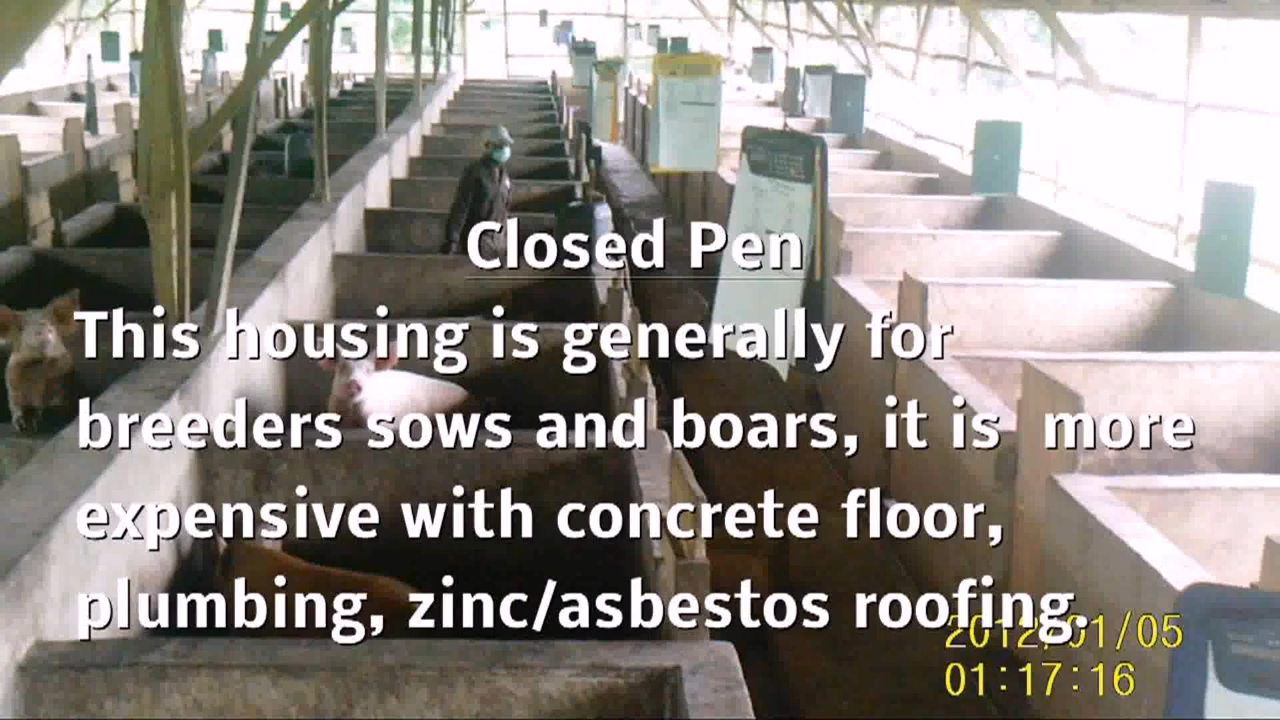 Closed Pen
This housing is generally for
breeders sows and boars, it is  more
expensive with concrete floor,
plumbing, zinc/asbestos roofing.
2012/01/05
01:17:16